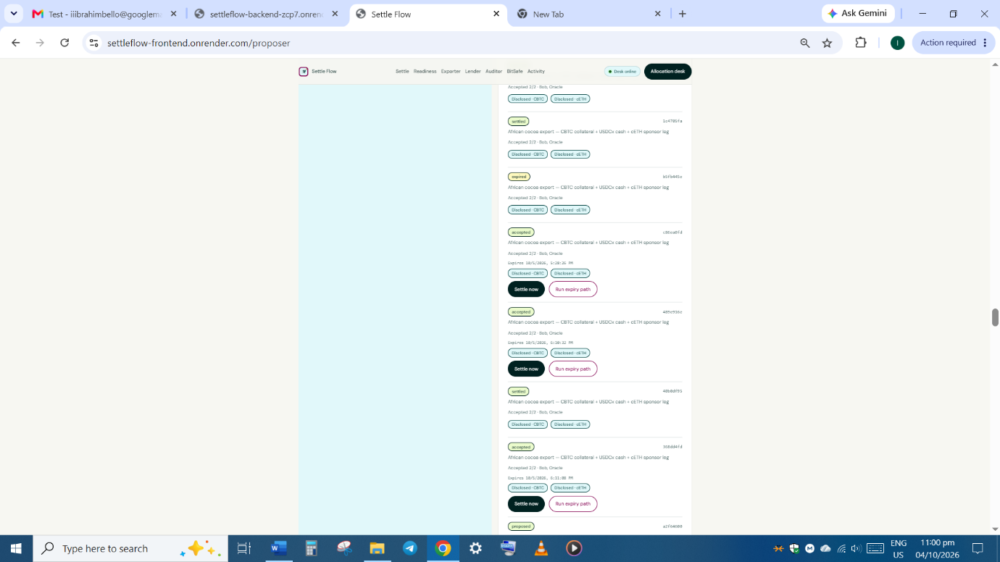 Test - iiibrahimbello@googlema
settleflow-backend-zcp7.onren
Settle Flow
New Tab
Ask Gemini
settleflow-frontend.onrender.com/proposer
I
Action required
Settle Flow
Settle Readiness Exporter Lender Auditor BitSafe Activity
Desk online
Allocation desk
Accepted 2/2 · Bob, Oracle
Disclosed · CBTC Disclosed · cETH
settled 1c4705fa
African cocoa export — CBTC collateral + USDCx cash + cETH sponsor leg
Accepted 2/2 · Bob, Oracle
Disclosed · CBTC Disclosed · cETH
expired
African cocoa export — CBTC collateral + USDCx cash + cETH sponsor leg
Accepted 2/2 · Bob, Oracle
Disclosed · CBTC Disclosed · cETH
accepted c86ea0fd
African cocoa export — CBTC collateral + USDCx cash + cETH sponsor leg
Accepted 2/2 · Bob, Oracle
Expires 10/5/2026, 5:28:26 PM
Disclosed · CBTC Disclosed · cETH
Settle now Run expiry path
accepted 489e936e
African cocoa export — CBTC collateral + USDCx cash + cETH sponsor leg
Accepted 2/2 · Bob, Oracle
Expires 10/5/2026, 6:10:32 PM
Disclosed · CBTC Disclosed · cETH
Settle now Run expiry path
settled 40b0df95
African cocoa export — CBTC collateral + USDCx cash + cETH sponsor leg
Accepted 2/2 · Bob, Oracle
Disclosed · CBTC Disclosed · cETH
accepted 368dd4fd
African cocoa export — CBTC collateral + USDCx cash + cETH sponsor leg
Accepted 2/2 · Bob, Oracle
Expires 10/5/2026, 6:11:08 PM
Disclosed · CBTC Disclosed · cETH
Settle now Run expiry path
proposed a2f64600
Type here to search
ENG
US
11:00 pm
04/10/2026